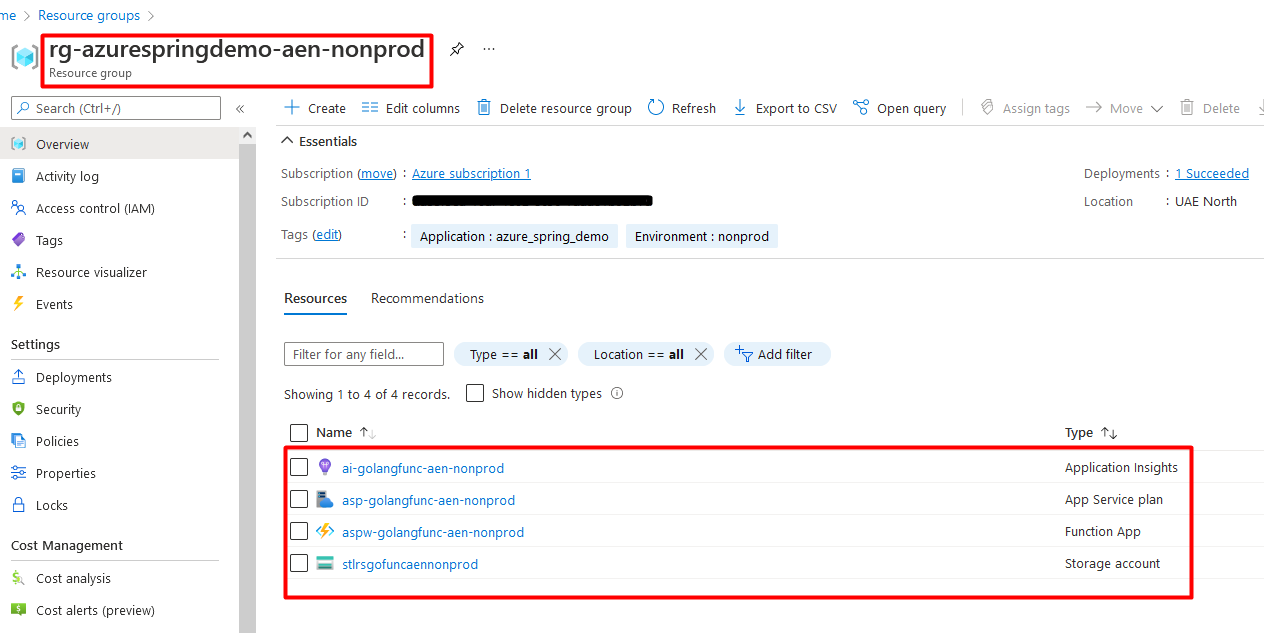 me > Resource groups >
rg-azurespringdemo-aen-nonprod
...
Resource group
Search (Ctrl+/)
«
Create
Edit columns
Delete resource group
Refresh
Export to CSV
Open query
Assign tags
Move
Delete
Overview
Activity log
Access control (IAM)
Tags
Resource visualizer
Events
Settings
Deployments
Security
Policies
Properties
Locks
Cost Management
Cost analysis
Cost alerts (preview)
Essentials
Subscription (move) : Azure subscription 1
Deployments : 1 Succeeded
Subscription ID :
Location : UAE North
Tags (edit) : Application : azure_spring_demo Environment : nonprod
Resources Recommendations
Filter for any field...
Type == all
Location == all
Add filter
Showing 1 to 4 of 4 records.
Show hidden types
Name ↑↓ Type ↑↓
ai-golangfunc-aen-nonprod Application Insights
asp-golangfunc-aen-nonprod App Service plan
aspw-golangfunc-aen-nonprod Function App
stlrsgofuncaennonprod Storage account